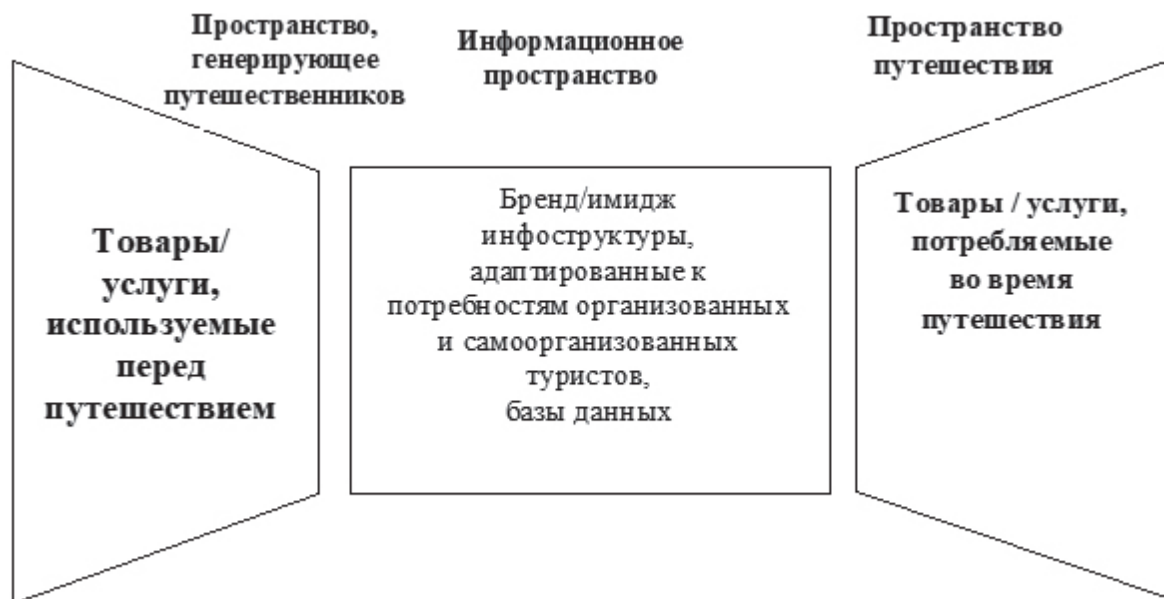 Пространство,
генерирующее
путешественников
Информационное
пространство
Пространство
путешествия
Товары/
услуги,
используемые
перед
путешествием
Бренд/имидж
инфоструктуры,
адаптированные к
потребностям организованных
и самоорганизованных
туристов,
базы данных
Товары / услуги,
потребляемые
во время
путешествия